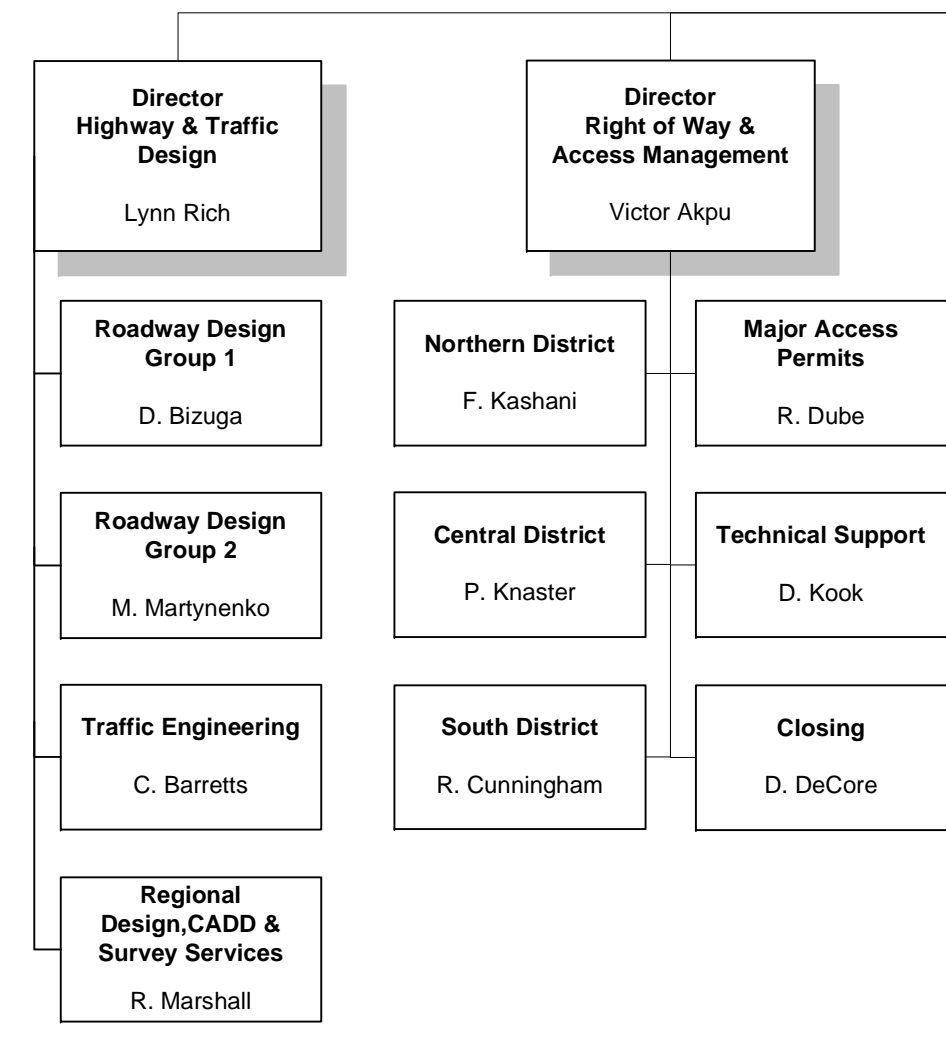 Director
Highway & Traffic
Design
Lynn Rich
Director
Right of Way &
Access Management
Victor Akpu
Roadway Design
Group 1
D. Bizuga
Northern District
F. Kashani
Major Access
Permits
R. Dube
Roadway Design
Group 2
M. Martynenko
Central District
P. Knaster
Technical Support
D. Kook
Traffic Engineering
C. Barretts
South District
R. Cunningham
Closing
D. DeCore
Regional
Design,CADD &
Survey Services
R. Marshall